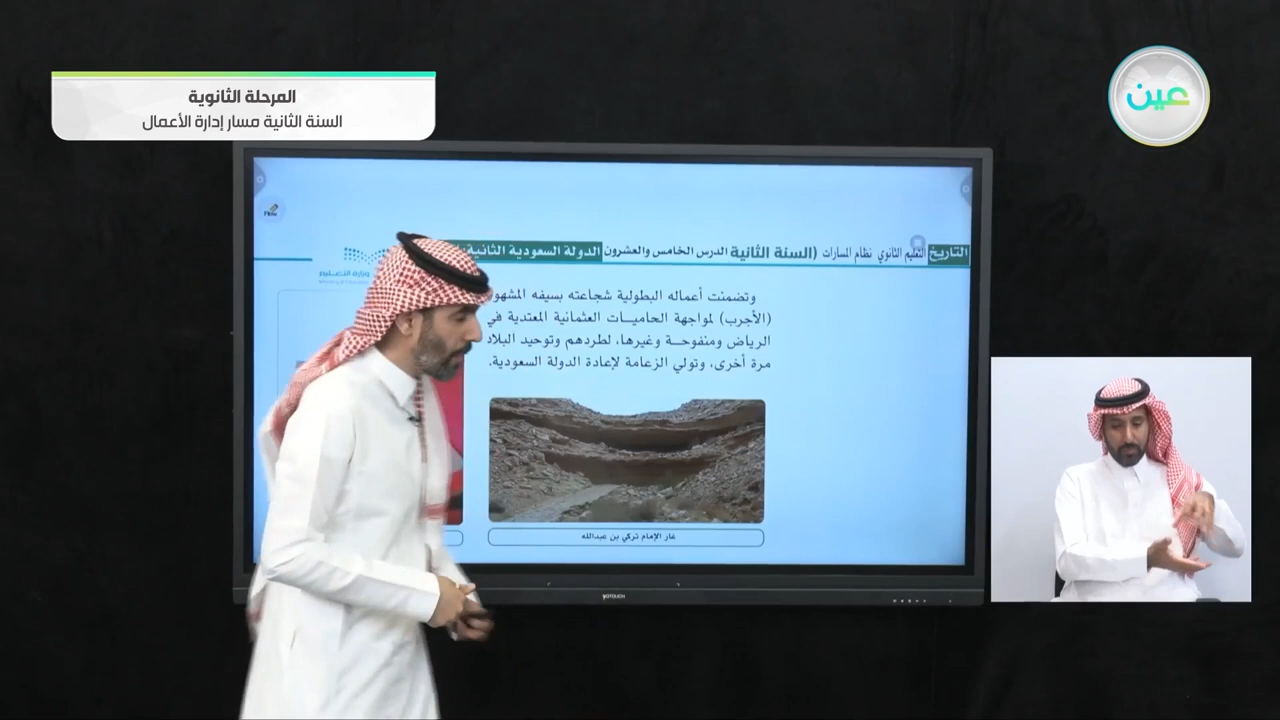 المرحلة الثانوية
السنة الثانية مسار إدارة الأعمال
عين
التاريخ التعليم الثانوي نظام المسارات (السنة الثانية الدرس الخامس والعشرون الدولة السعودية الثانية:
وزارة التعليم
وتضمنت أعماله البطولية شجاعته بسيفه المشهو
(الأجرب) لمواجهة الحاميات العثمانية المعتدية في
الرياض ومنفوحة وغيرها، لطردهم وتوحيد البلاد
مرة أخرى، وتولي الزعامة لإعادة الدولة السعودية.
غار الإمام تركي بن عبدالله